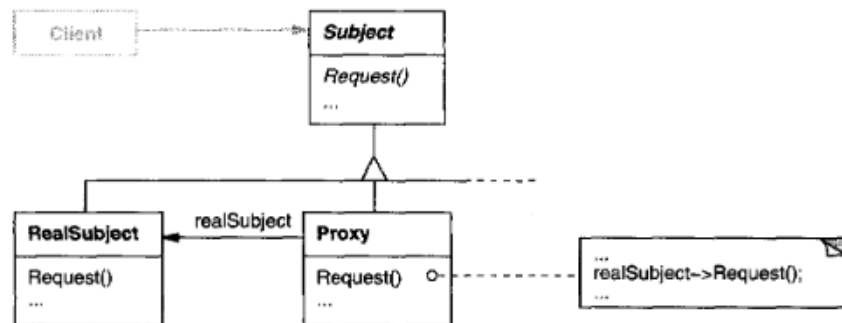 Client
Subject
Request()
...
RealSubject
Request()
...
realSubject
Proxy
Request()
...
...
realSubject->Request();
...